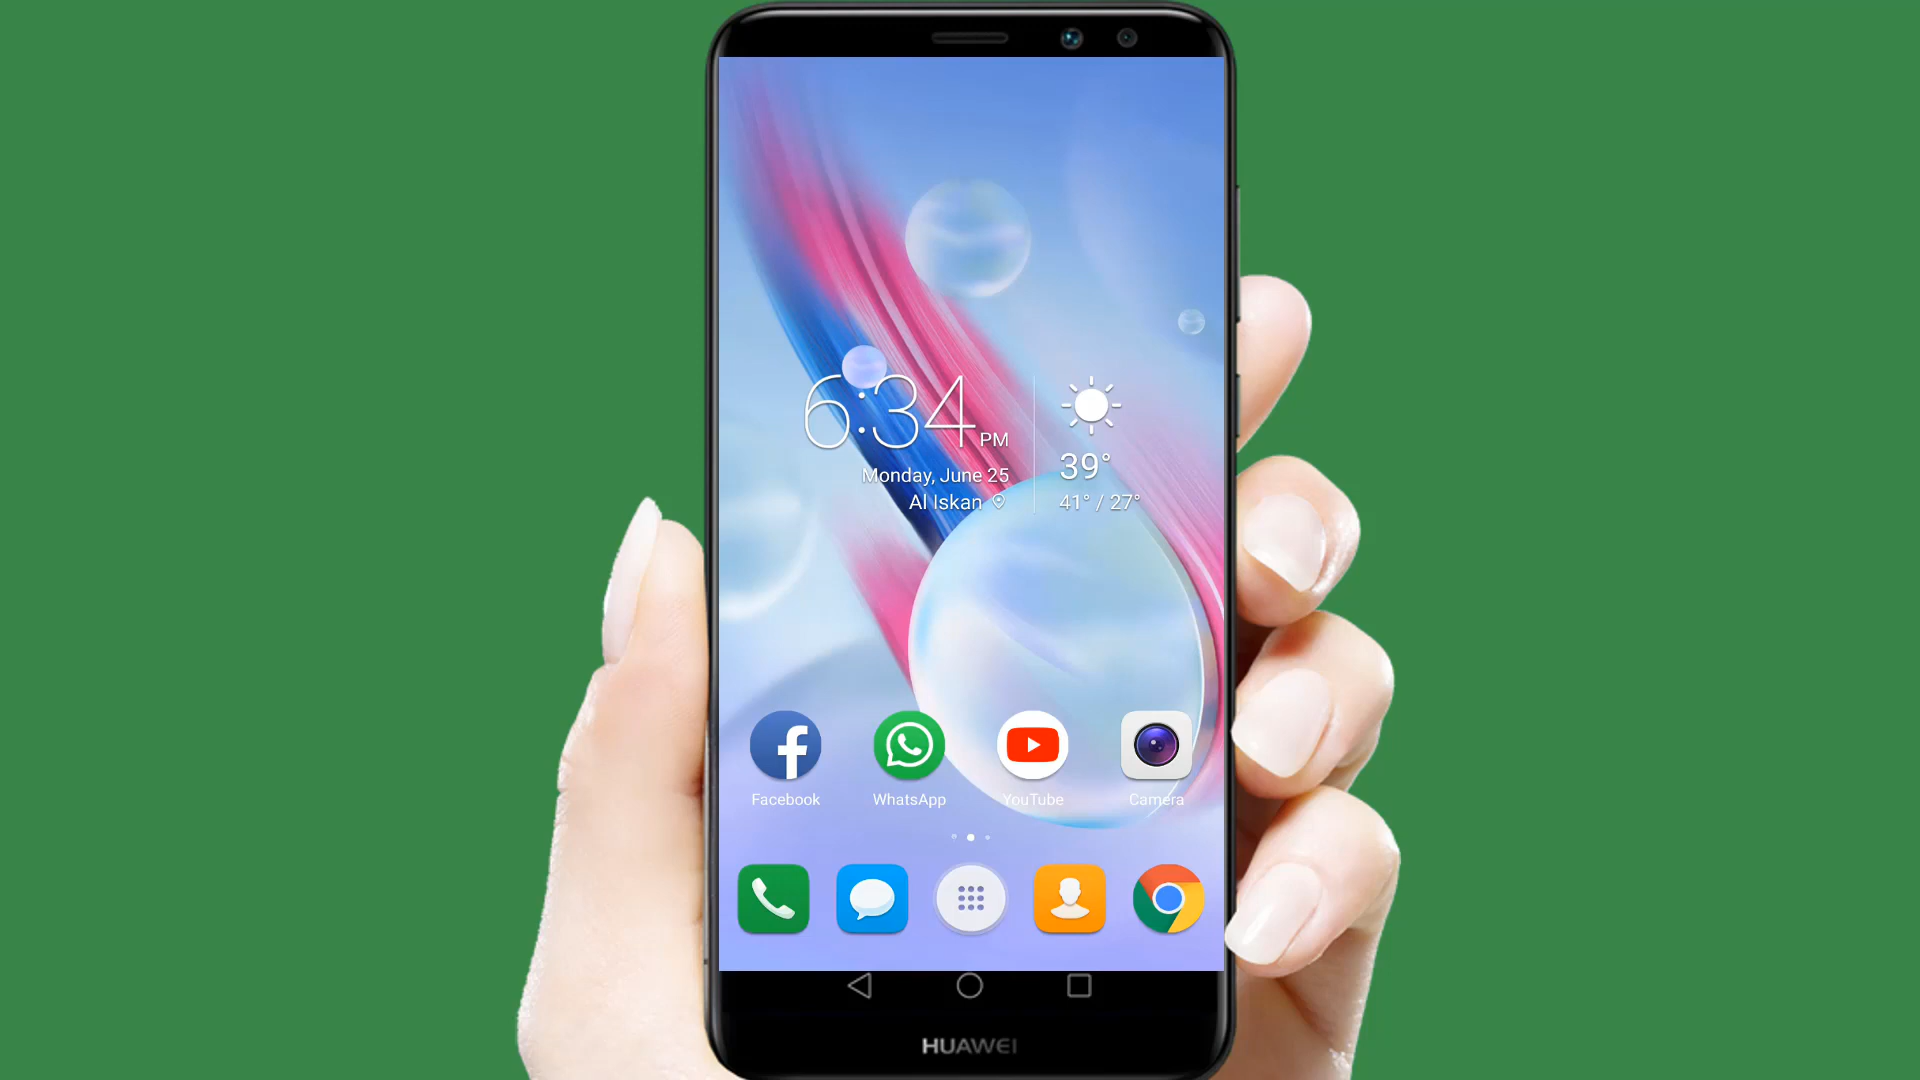 6:34 PM
Monday, June 25
Al Iskan
39°
41° / 27°
Facebook
WhatsApp
YouTube
Camera
HUAWEI